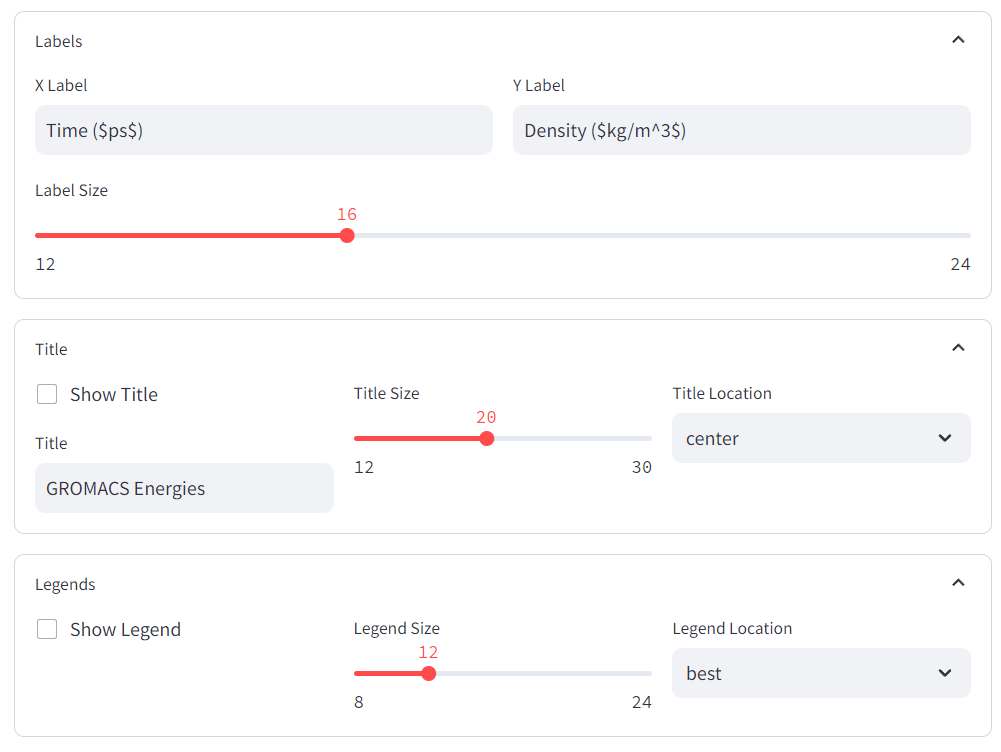 Labels
X Label
Y Label
Time ($ps$)
Density ($kg/m^3$)
Label Size
16
12
24
Title
Show Title
Title Size
Title Location
20
center
Title
12
30
GROMACS Energies
Legends
Show Legend
Legend Size
Legend Location
12
best
8
24